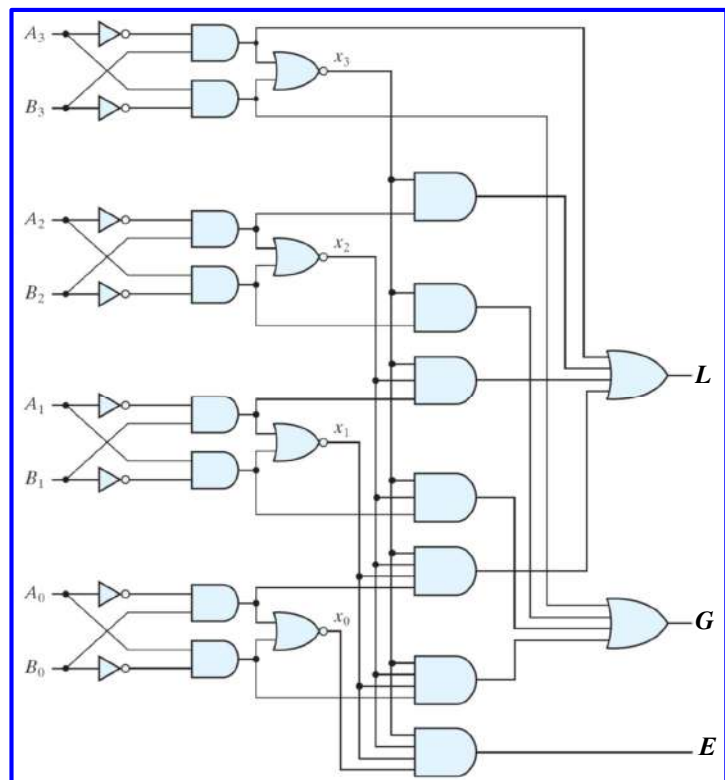 A₃
x₃
B₃
A₂
x₂
B₂
L
A₁
x₁
B₁
A₀
x₀
G
B₀
E